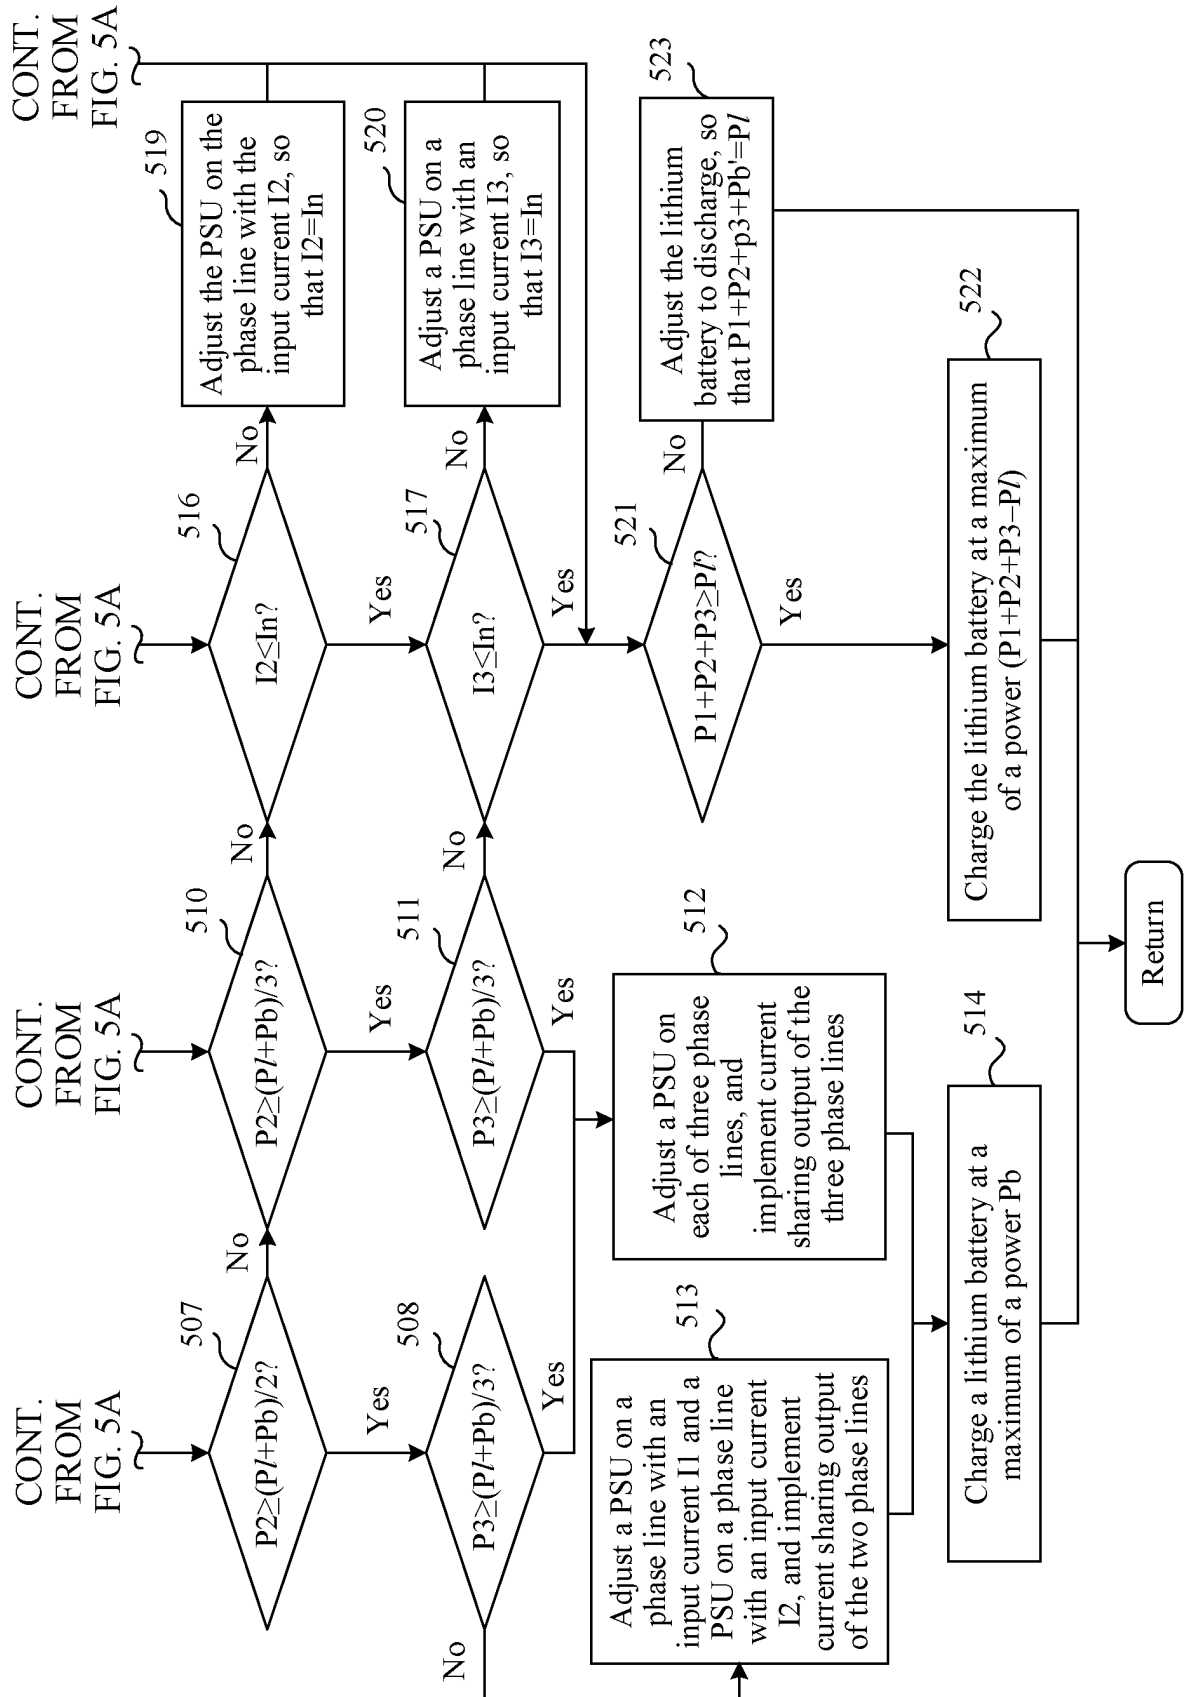 CONT.
FROM
FIG. 5A
CONT.
FROM
FIG. 5A
CONT.
FROM
FIG. 5A
CONT.
FROM
FIG. 5A
507
P2≥(Pl+Pb)/2?
No
Yes
510
P2≥(Pl+Pb)/3?
No
Yes
516
I2≤In?
No
Yes
519
Adjust the PSU on the
phase line with the
input current I2, so
that I2=In
508
P3≥(Pl+Pb)/3?
No
Yes
511
P3≥(Pl+Pb)/3?
No
Yes
517
I3≤In?
No
Yes
520
Adjust a PSU on a
phase line with an
input current I3, so
that I3=In
513
Adjust a PSU on a
phase line with an
input current I1 and a
PSU on a phase line
with an input current
I2, and implement
current sharing output
of the two phase lines
512
Adjust a PSU on
each of three phase
lines, and
implement current
sharing output of the
three phase lines
521
P1+P2+P3≥Pl?
No
Yes
523
Adjust the lithium
battery to discharge, so
that P1+P2+p3+Pb'=Pl
514
Charge a lithium battery at a
maximum of a power Pb
522
Charge the lithium battery at a maximum
of a power (P1+P2+P3−Pl)
Return